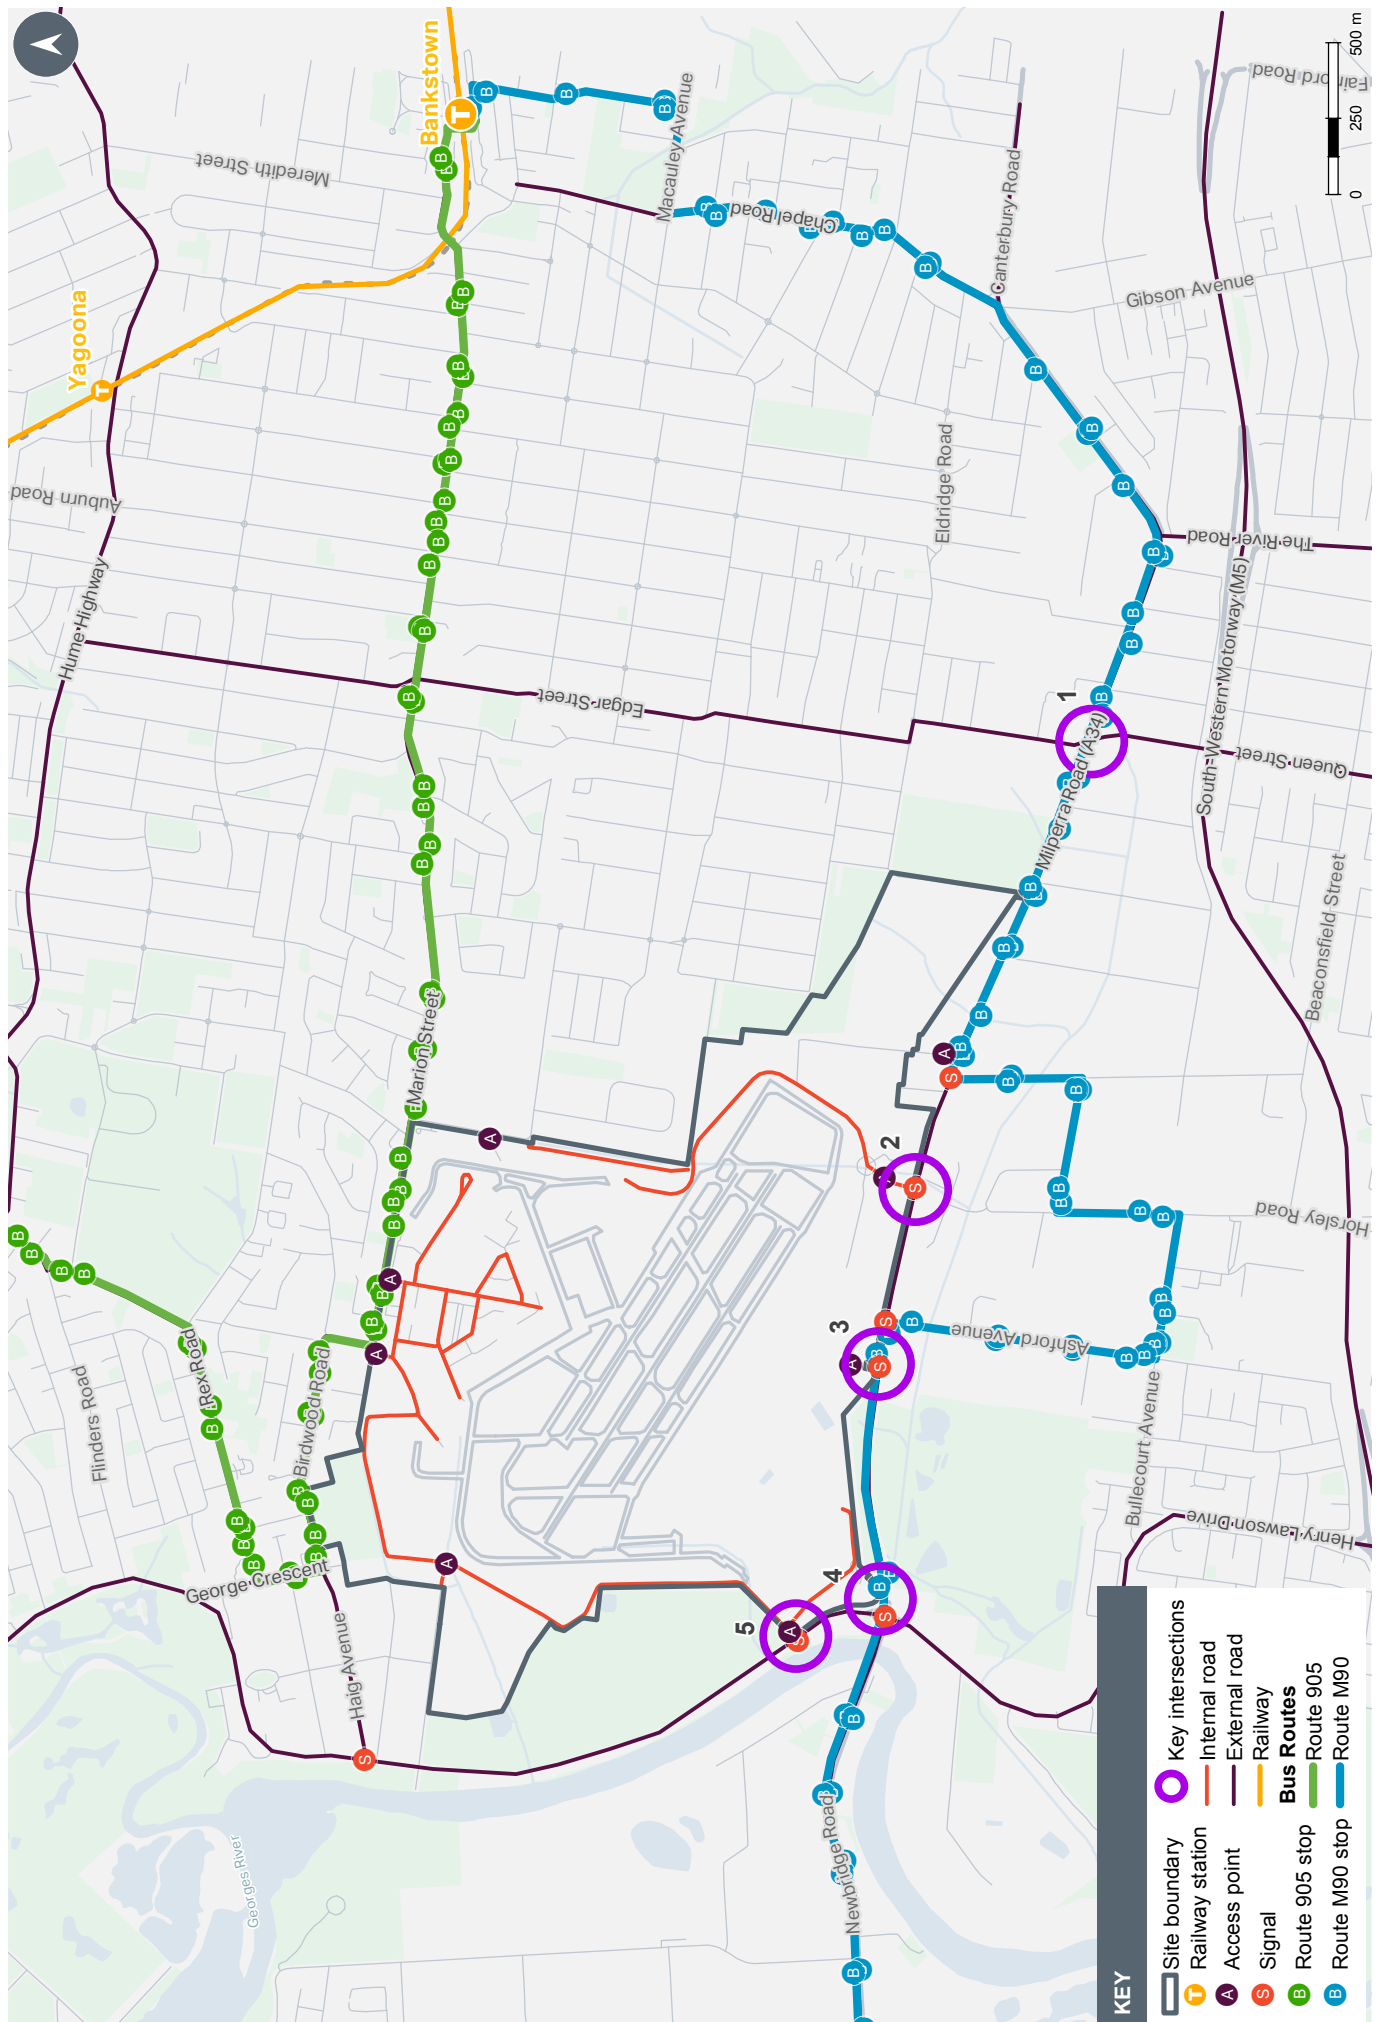 Yagoona
Bankstown
Meredith Street
Macauley Avenue
Chapel Road
Canterbury Road
Gibson Avenue
500 m
250
0
Auburn Road
Hume Highway
Eldridge Road
The River Road
South Western Motorway (M5)
Edgar Street
1
Queen Street
Milperra Road (A34)
Beaconsfield Street
Marion Street
2
Horsley Road
3
Ashford Avenue
Rex Road
Flinders Road
Birdwood Road
Bullecourt Avenue
Henry Lawson Drive
George Crescent
4
5
Haig Avenue
Newbridge Road
Georges River
KEY
Site boundary
Railway station
Access point
Signal
Route 905 stop
Route M90 stop
Key intersections
Internal road
External road
Railway
Bus Routes
Route 905
Route M90